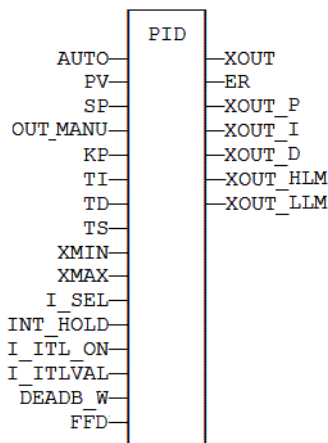 PID
AUTO XOUT
PV ER
SP XOUT_P
OUT_MANU XOUT_I
KP XOUT_D
TI XOUT_HLM
TD XOUT_LLM
TS
XMIN
XMAX
I_SEL
INT_HOLD
I_ITL_ON
I_ITLVAL
DEADB_W
FFD